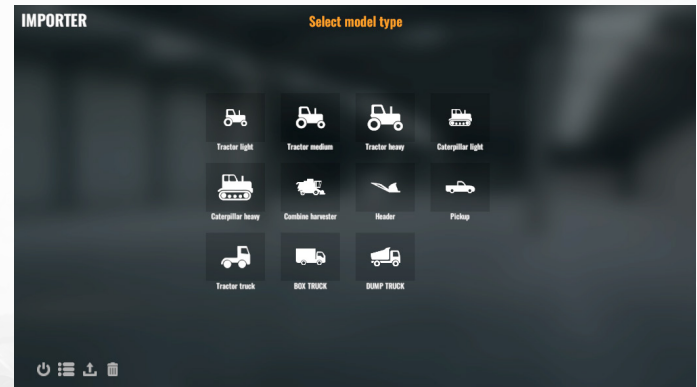 IMPORTER
Select model type
Tractor light
Tractor medium
Tractor heavy
Caterpillar light
Caterpillar heavy
Combine harvester
Header
Pickup
Tractor truck
BOX TRUCK
DUMP TRUCK